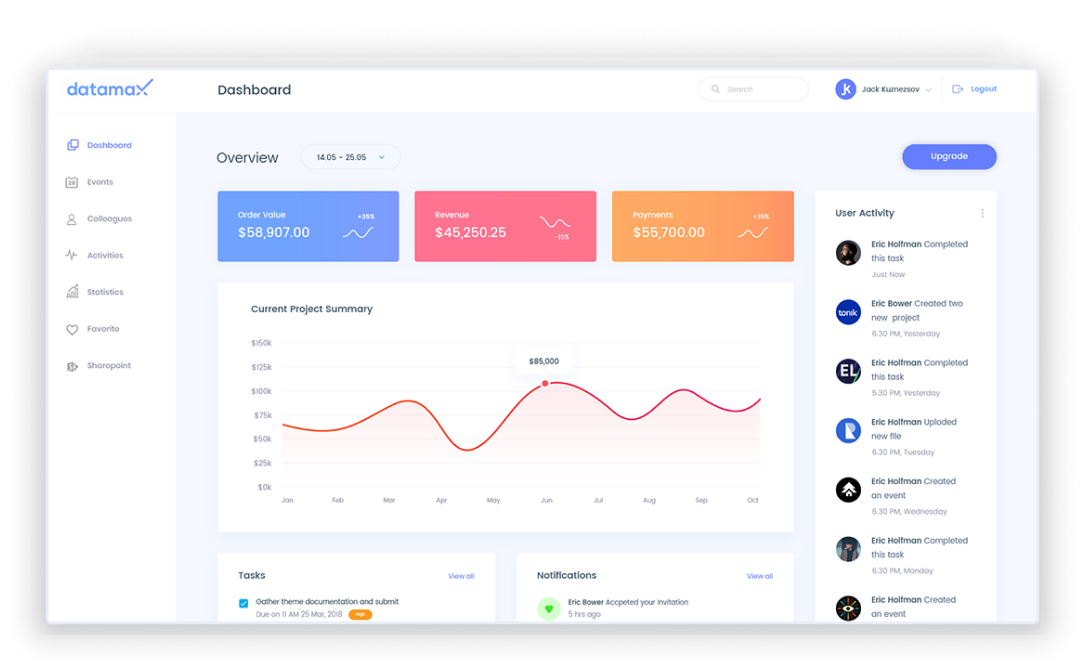 datamax
Dashboard
Search
jk
Jack Kuznezsov
Logout
Dashboard
Events
Colleagues
Activities
Statistics
Favorito
Sharopoint
Overview
14.05 - 25.05
Upgrade
Order Value
+35%
$58,907.00
Revenue
$45,250.25
-15%
Payments
+35%
$55,700.00
Current Project Summary
$150k
$125k
$100k
$75k
$50k
$25k
$0k
$85,000
Jan Feb Mar Apr May Jun Jul Aug Sep Oct
User Activity
Eric Holfman Completed
this task
Just Now
tonik
Eric Bower Created two
new project
6.30 PM, Yesterday
EL
Eric Holfman Completed
this task
5.30 PM, Yesterday
Eric Holfman Uploded
new file
6.30 PM, Tuesday
Eric Holfman Created
an event
6.30 PM, Wednesday
Eric Holfman Completed
this task
6.30 PM, Monday
Eric Holfman Created
an event
Tasks
View all
Gather theme documentation and submit
Due on 11 AM 25 Mar, 2018
High
Notifications
View all
Eric Bower Accpeted your Invitation
5 hrs ago